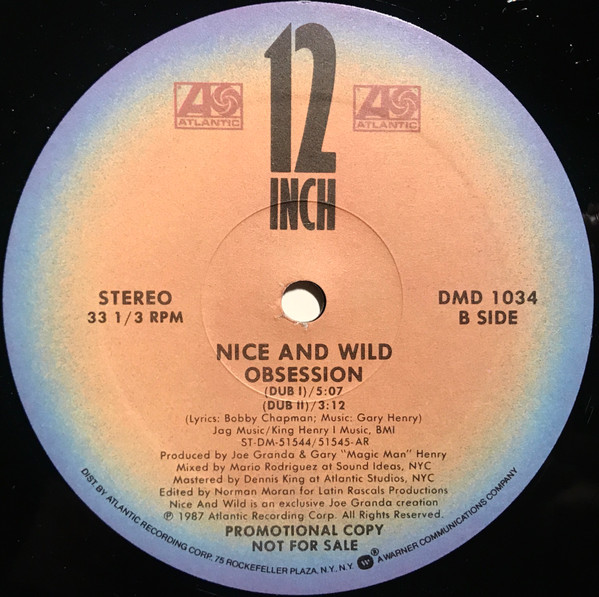 12
INCH
ATLANTIC
ATLANTIC
STEREO
33 1/3 RPM
DMD 1034
B SIDE
NICE AND WILD
OBSESSION
(DUB I)/5:07
(DUB II)/3:12
(Lyrics: Bobby Chapman; Music: Gary Henry)
Jag Music/King Henry I Music, BMI
ST-DM-51544/51545-AR
Produced by Joe Granda & Gary "Magic Man" Henry
Mixed by Mario Rodriguez at Sound Ideas, NYC
Mastered by Dennis King at Atlantic Studios, NYC
Edited by Norman Moran for Latin Rascals Productions
Nice And Wild is an exclusive Joe Granda creation
℗ 1987 Atlantic Recording Corp. All Rights Reserved.
PROMOTIONAL COPY
NOT FOR SALE
DIST. BY ATLANTIC RECORDING CORP. 75 ROCKEFELLER PLAZA, N.Y., N.Y. W® A WARNER COMMUNICATIONS COMPANY